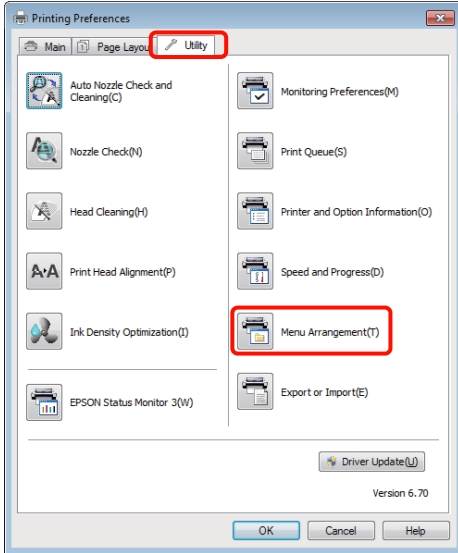 Printing Preferences
Main
Page Layou
Utility
Auto Nozzle Check and
Cleaning(C)
Nozzle Check(N)
Head Cleaning(H)
Print Head Alignment(P)
Ink Density Optimization(I)
EPSON Status Monitor 3(W)
Monitoring Preferences(M)
Print Queue(S)
Printer and Option Information(O)
Speed and Progress(D)
Menu Arrangement(T)
Export or Import(E)
Driver Update(U)
Version 6.70
OK
Cancel
Help